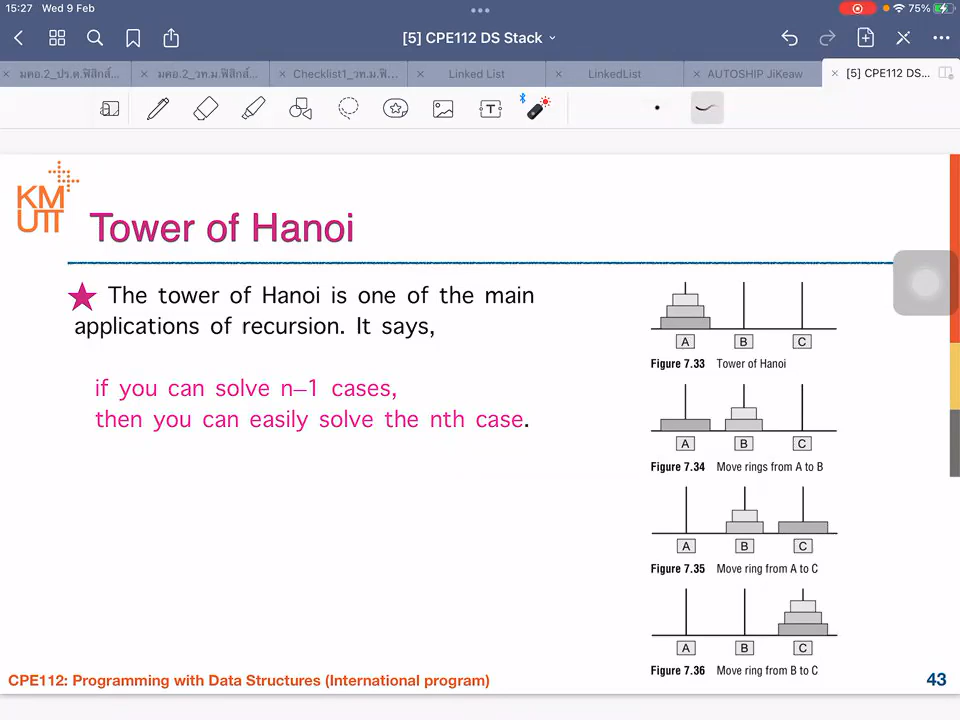 15:27 Wed 9 Feb
75%
[5] CPE112 DS Stack
มคอ.2_ปร.ด.ฟิสิกส์...
มคอ.2_วท.ม.ฟิสิกส์...
Checklist1_วท.ม.ฟิ...
Linked List
LinkedList
AUTOSHIP JiKeaw
[5] CPE112 DS...
T
KM
UTT
Tower of Hanoi
★ The tower of Hanoi is one of the main
applications of recursion. It says,
if you can solve n–1 cases,
then you can easily solve the nth case.
A B C
Figure 7.33 Tower of Hanoi
A B C
Figure 7.34 Move rings from A to B
A B C
Figure 7.35 Move ring from A to C
A B C
Figure 7.36 Move ring from B to C
CPE112: Programming with Data Structures (International program)
43